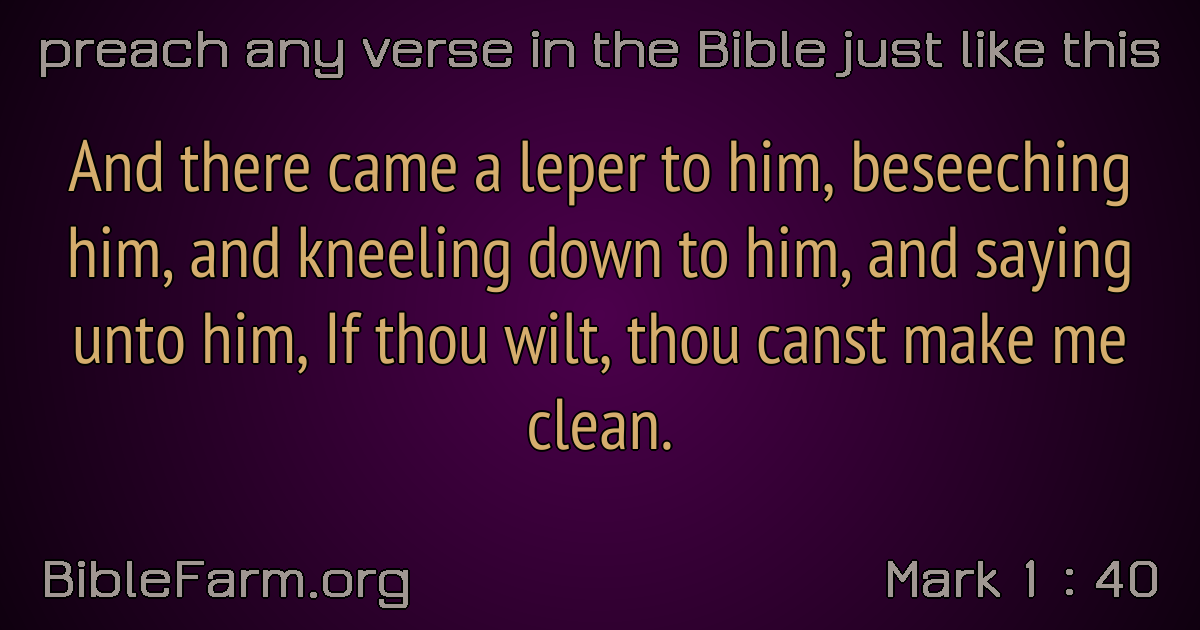 preach any verse in the Bible just like this
And there came a leper to him, beseeching
him, and kneeling down to him, and saying
unto him, If thou wilt, thou canst make me
clean.
BibleFarm.org
Mark 1 : 40